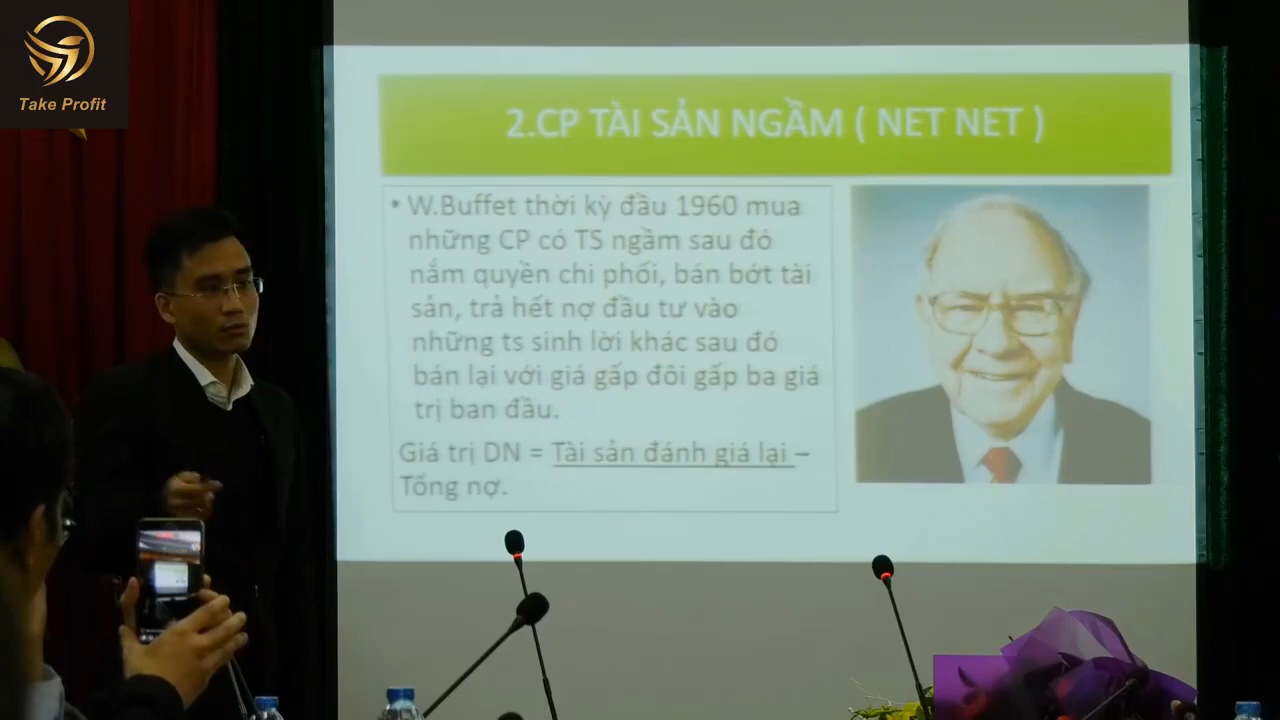 Take Profit
2.CP TÀI SẢN NGẦM ( NET NET )
• W.Buffet thời kỳ đầu 1960 mua
những CP có TS ngầm sau đó
nắm quyền chi phối, bán bớt tài
sản, trả hết nợ đầu tư vào
những ts sinh lời khác sau đó
bán lại với giá gấp đôi gấp ba giá
trị ban đầu.
Giá trị DN = Tài sản đánh giá lại –
Tổng nợ.